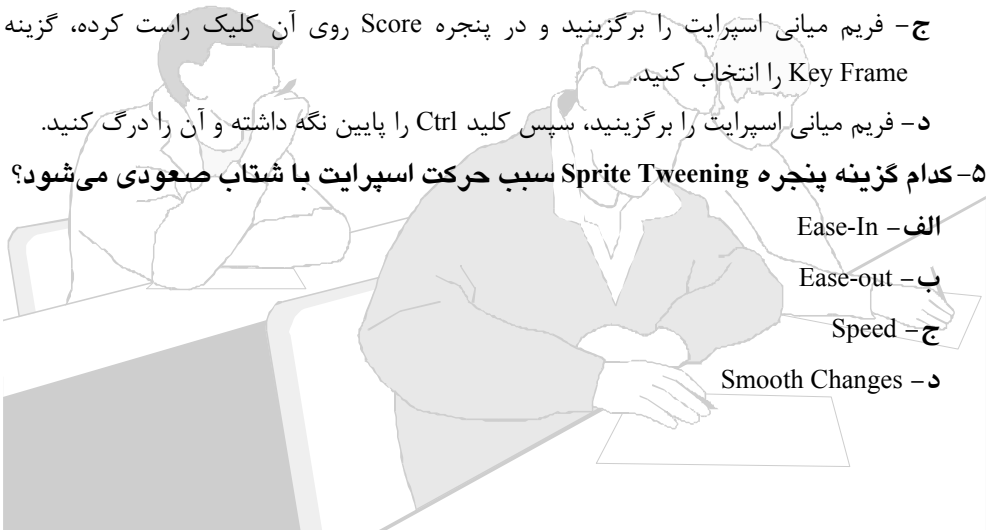 ج- فریم میانی اسپرایت را برگزینید و در پنجره Score روی آن کلیک راست کرده، گزینه
Key Frame را انتخاب کنید.
د- فریم میانی اسپرایت را برگزینید، سپس کلید Ctrl را پایین نگه داشته و آن را درگ کنید.
۵- کدام گزینه پنجره Sprite Tweening سبب حرکت اسپرایت با شتاب صعودی می‌شود؟
الف- Ease-In
ب- Ease-out
ج- Speed
د- Smooth Changes